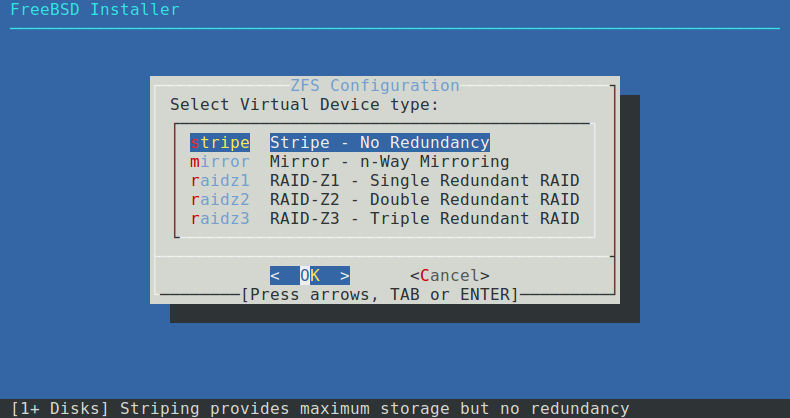 FreeBSD Installer
ZFS Configuration
Select Virtual Device type:
stripe Stripe - No Redundancy
mirror Mirror - n-Way Mirroring
raidz1 RAID-Z1 - Single Redundant RAID
raidz2 RAID-Z2 - Double Redundant RAID
raidz3 RAID-Z3 - Triple Redundant RAID
< OK > <Cancel>
[Press arrows, TAB or ENTER]
[1+ Disks] Striping provides maximum storage but no redundancy